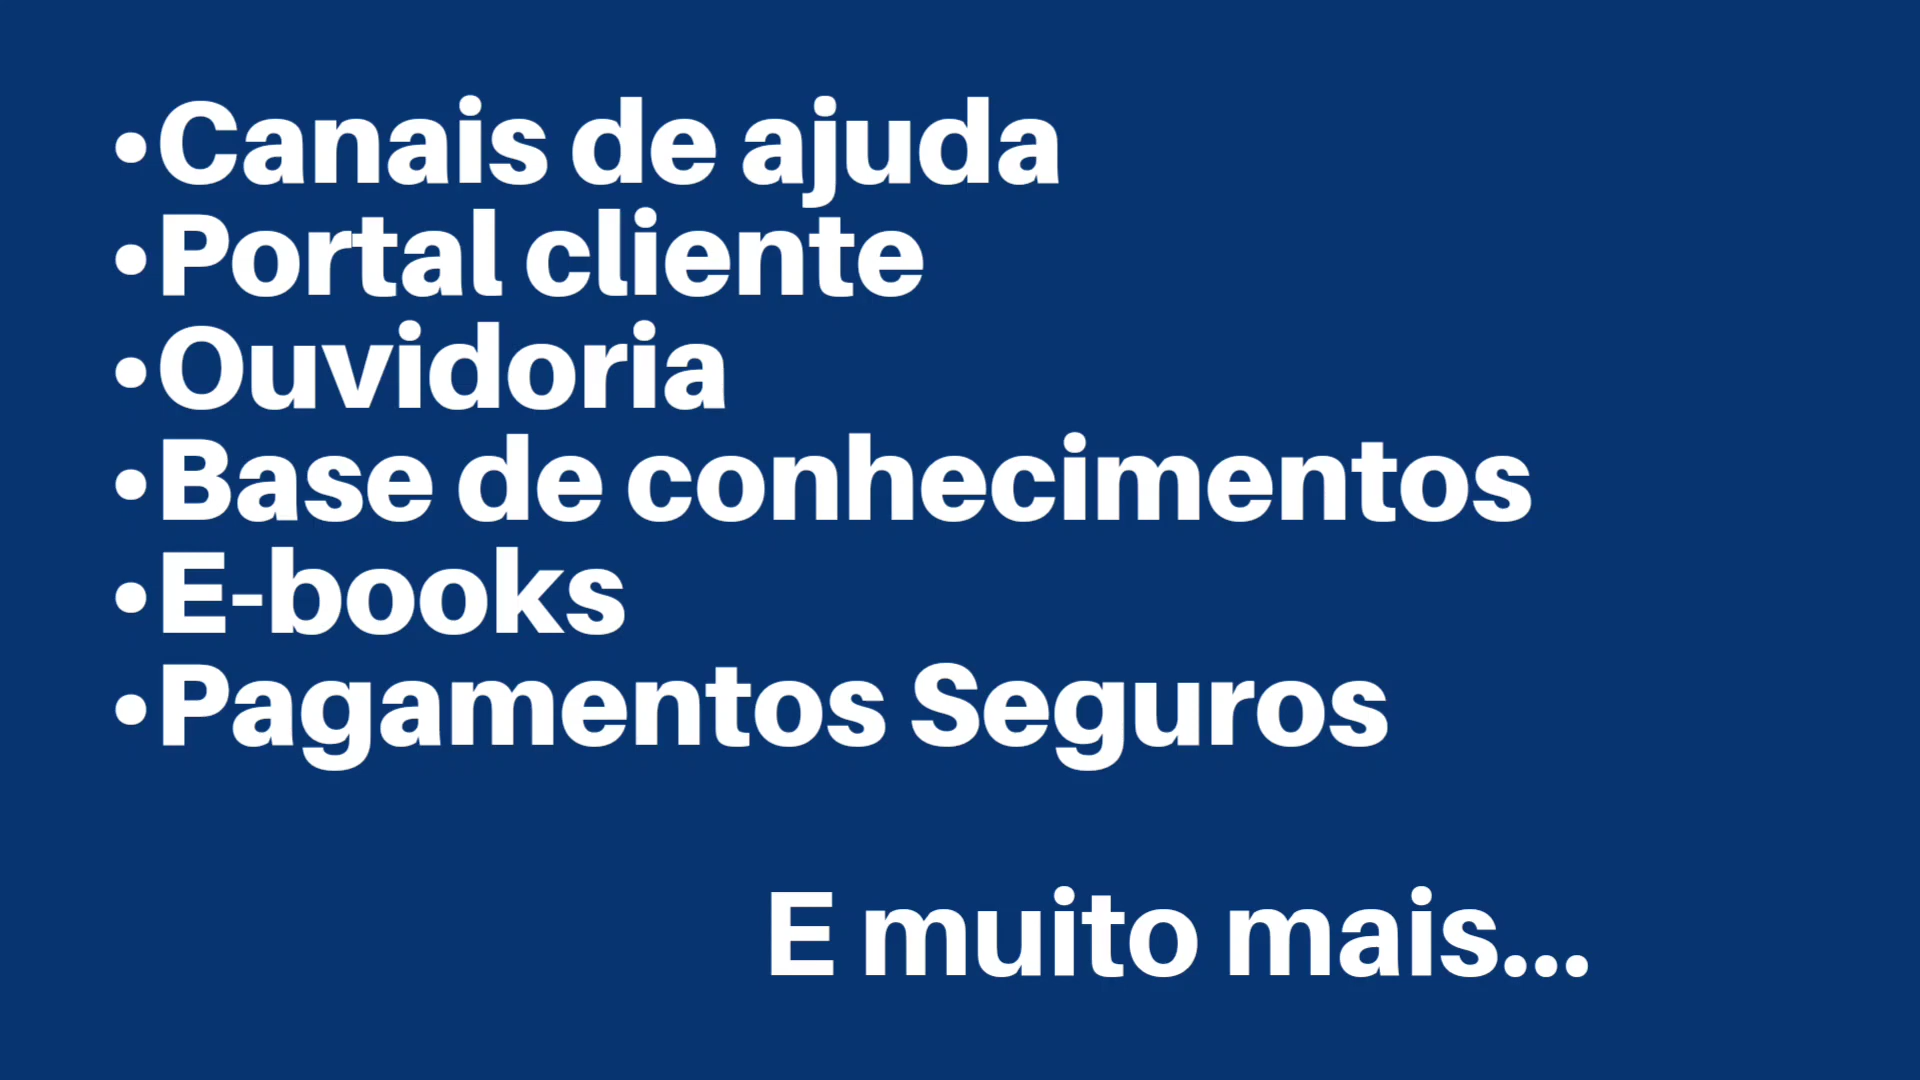 •Canais de ajuda
•Portal cliente
•Ouvidoria
•Base de conhecimentos
•E-books
•Pagamentos Seguros
E muito mais...